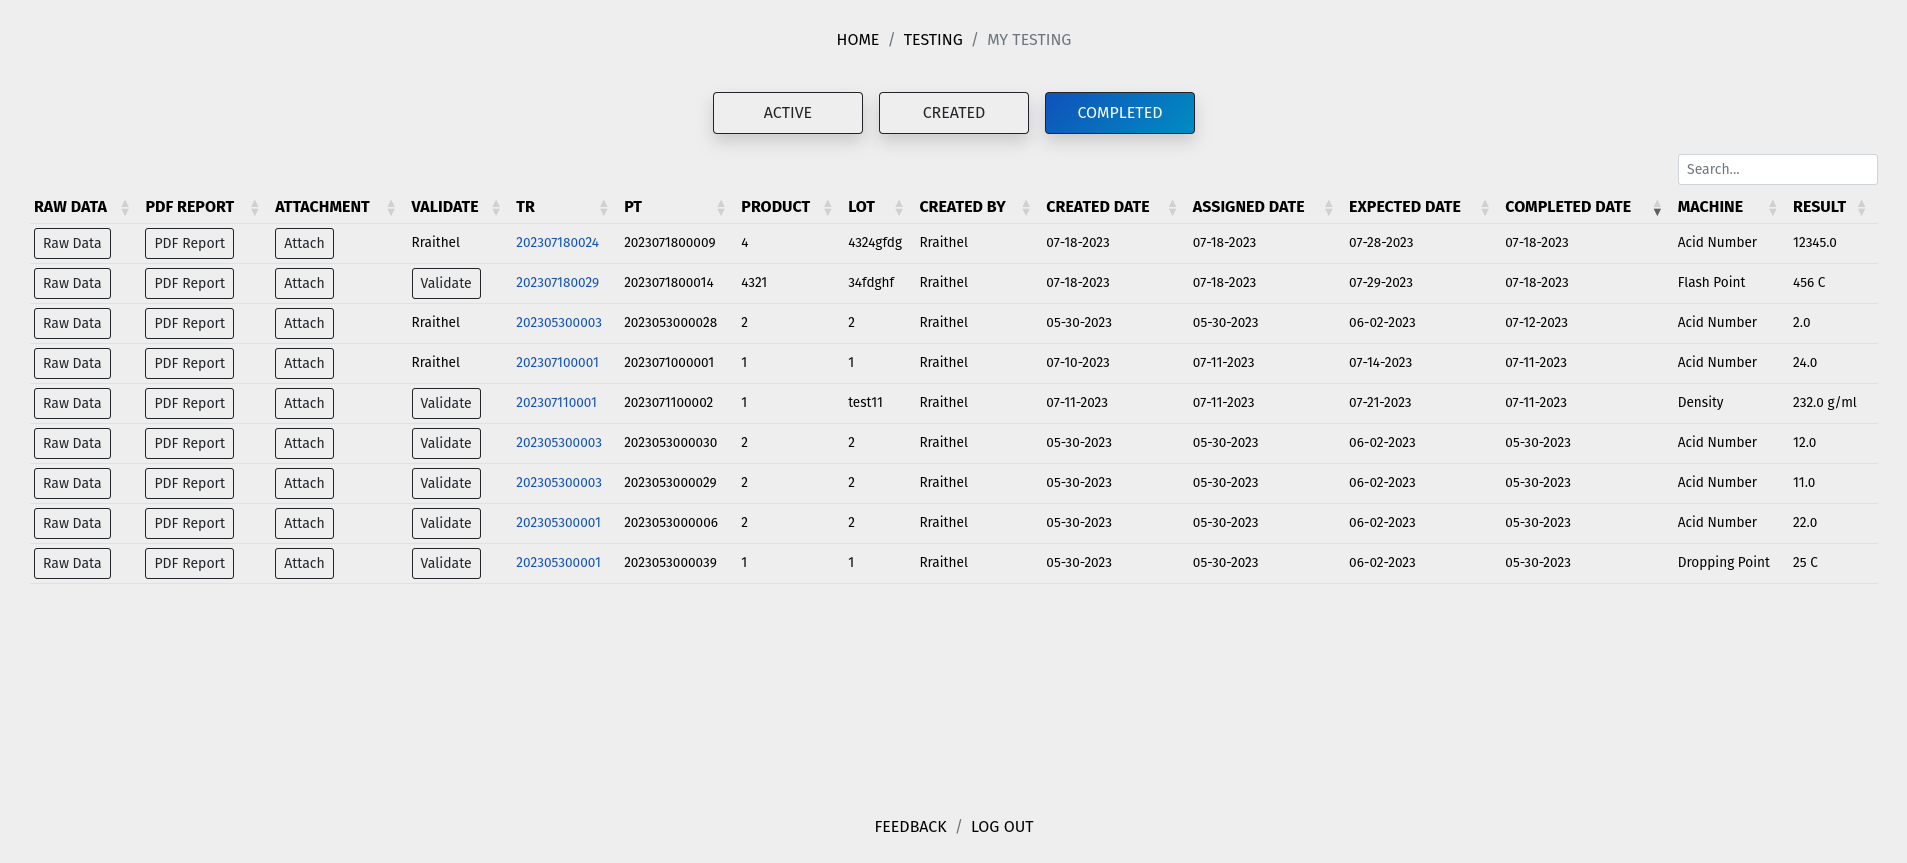 HOME / TESTING / MY TESTING
ACTIVE CREATED COMPLETED
Search...
RAW DATA PDF REPORT ATTACHMENT VALIDATE TR PT PRODUCT LOT CREATED BY CREATED DATE ASSIGNED DATE EXPECTED DATE COMPLETED DATE MACHINE RESULT
Raw Data PDF Report Attach Rraithel 202307180024 2023071800009 4 4324gfdg Rraithel 07-18-2023 07-18-2023 07-28-2023 07-18-2023 Acid Number 12345.0
Raw Data PDF Report Attach Validate 202307180029 2023071800014 4321 34fdghf Rraithel 07-18-2023 07-18-2023 07-29-2023 07-18-2023 Flash Point 456 C
Raw Data PDF Report Attach Rraithel 202305300003 2023053000028 2 2 Rraithel 05-30-2023 05-30-2023 06-02-2023 07-12-2023 Acid Number 2.0
Raw Data PDF Report Attach Rraithel 202307100001 2023071000001 1 1 Rraithel 07-10-2023 07-11-2023 07-14-2023 07-11-2023 Acid Number 24.0
Raw Data PDF Report Attach Validate 202307110001 2023071100002 1 test11 Rraithel 07-11-2023 07-11-2023 07-21-2023 07-11-2023 Density 232.0 g/ml
Raw Data PDF Report Attach Validate 202305300003 2023053000030 2 2 Rraithel 05-30-2023 05-30-2023 06-02-2023 05-30-2023 Acid Number 12.0
Raw Data PDF Report Attach Validate 202305300003 2023053000029 2 2 Rraithel 05-30-2023 05-30-2023 06-02-2023 05-30-2023 Acid Number 11.0
Raw Data PDF Report Attach Validate 202305300001 2023053000006 2 2 Rraithel 05-30-2023 05-30-2023 06-02-2023 05-30-2023 Acid Number 22.0
Raw Data PDF Report Attach Validate 202305300001 2023053000039 1 1 Rraithel 05-30-2023 05-30-2023 06-02-2023 05-30-2023 Dropping Point 25 C
FEEDBACK / LOG OUT